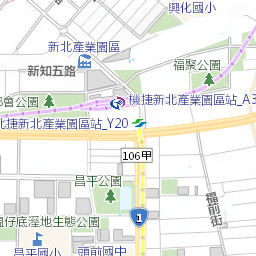 興化國小
新北產業園區
福聚公園
新知五路
都會公園
機捷新北產業園區站_A3
北捷新北產業園區站_Y20
106甲
昌平公園
福前街
塭仔底溼地生態公園
1
昌平國小
頭前國中